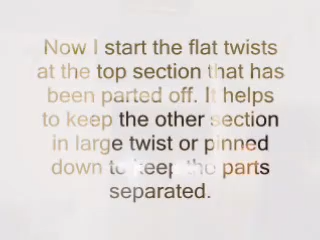 Now I start the flat twists
at the top section that has
been parted off. It helps
to keep the other section
in large twist or pinned
down to keep the parts
separated.